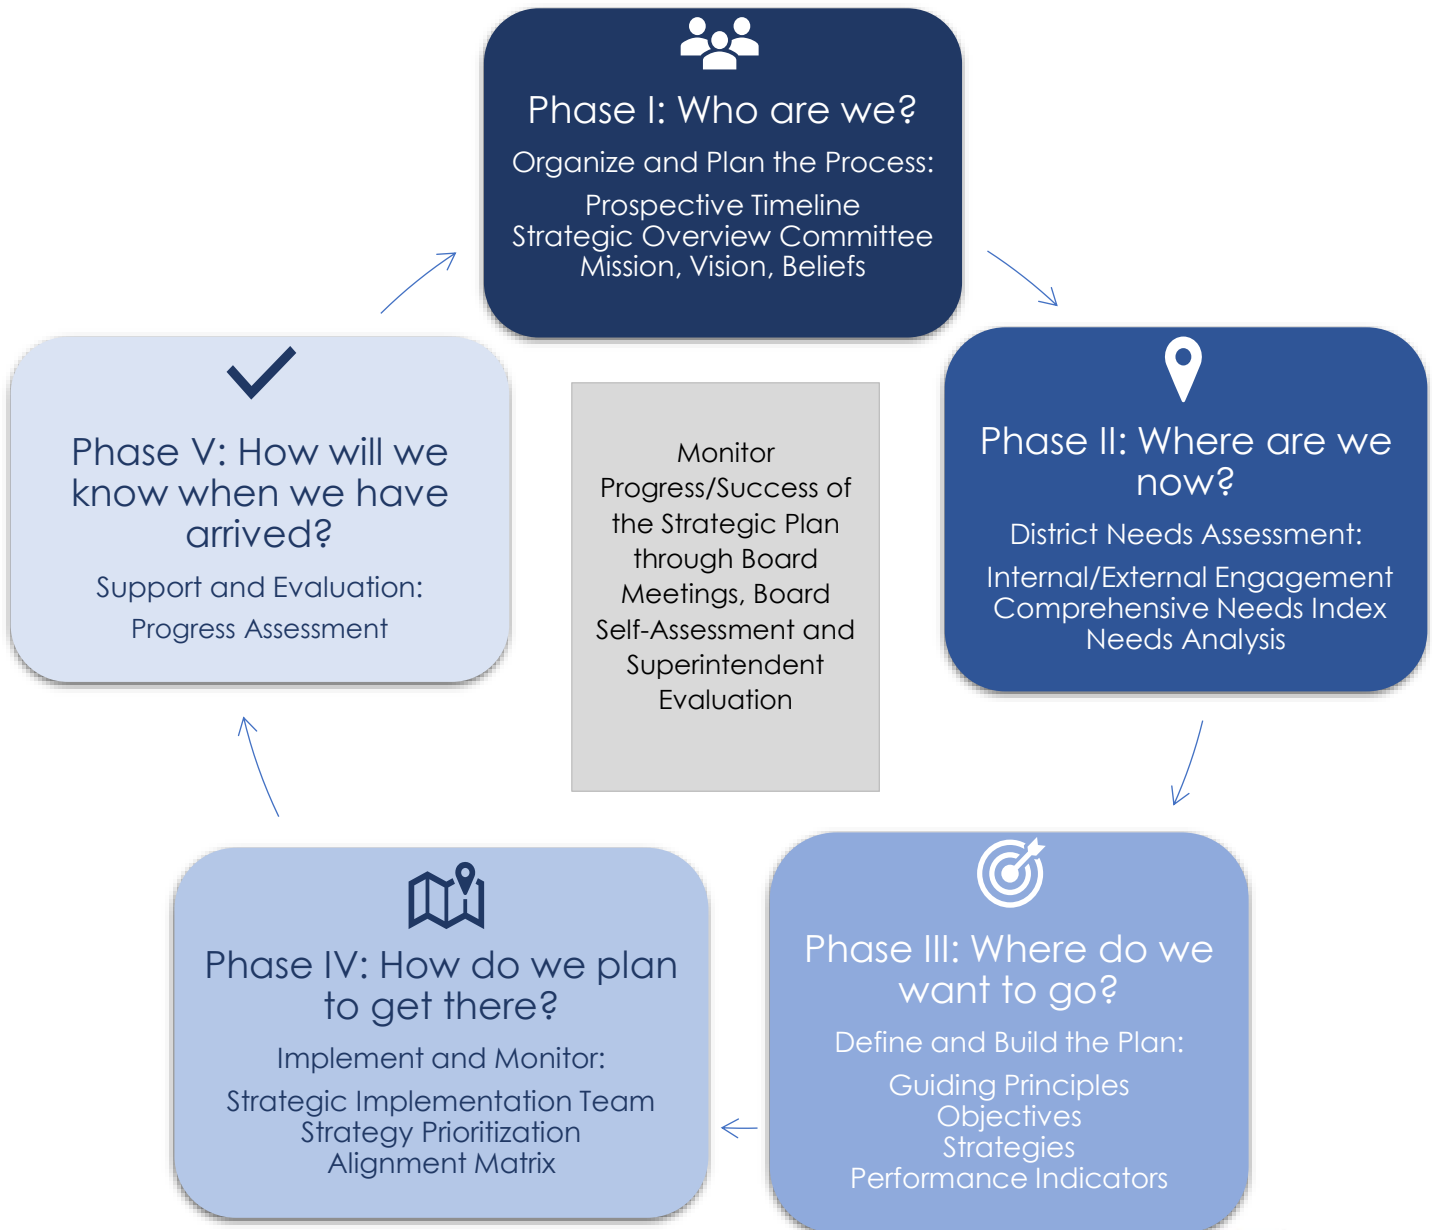 Phase I: Who are we?
Organize and Plan the Process:
Prospective Timeline
Strategic Overview Committee
Mission, Vision, Beliefs
Phase II: Where are we
now?
District Needs Assessment:
Internal/External Engagement
Comprehensive Needs Index
Needs Analysis
Phase III: Where do we
want to go?
Define and Build the Plan:
Guiding Principles
Objectives
Strategies
Performance Indicators
Phase IV: How do we plan
to get there?
Implement and Monitor:
Strategic Implementation Team
Strategy Prioritization
Alignment Matrix
Phase V: How will we
know when we have
arrived?
Support and Evaluation:
Progress Assessment
Monitor
Progress/Success of
the Strategic Plan
through Board
Meetings, Board
Self-Assessment and
Superintendent
Evaluation